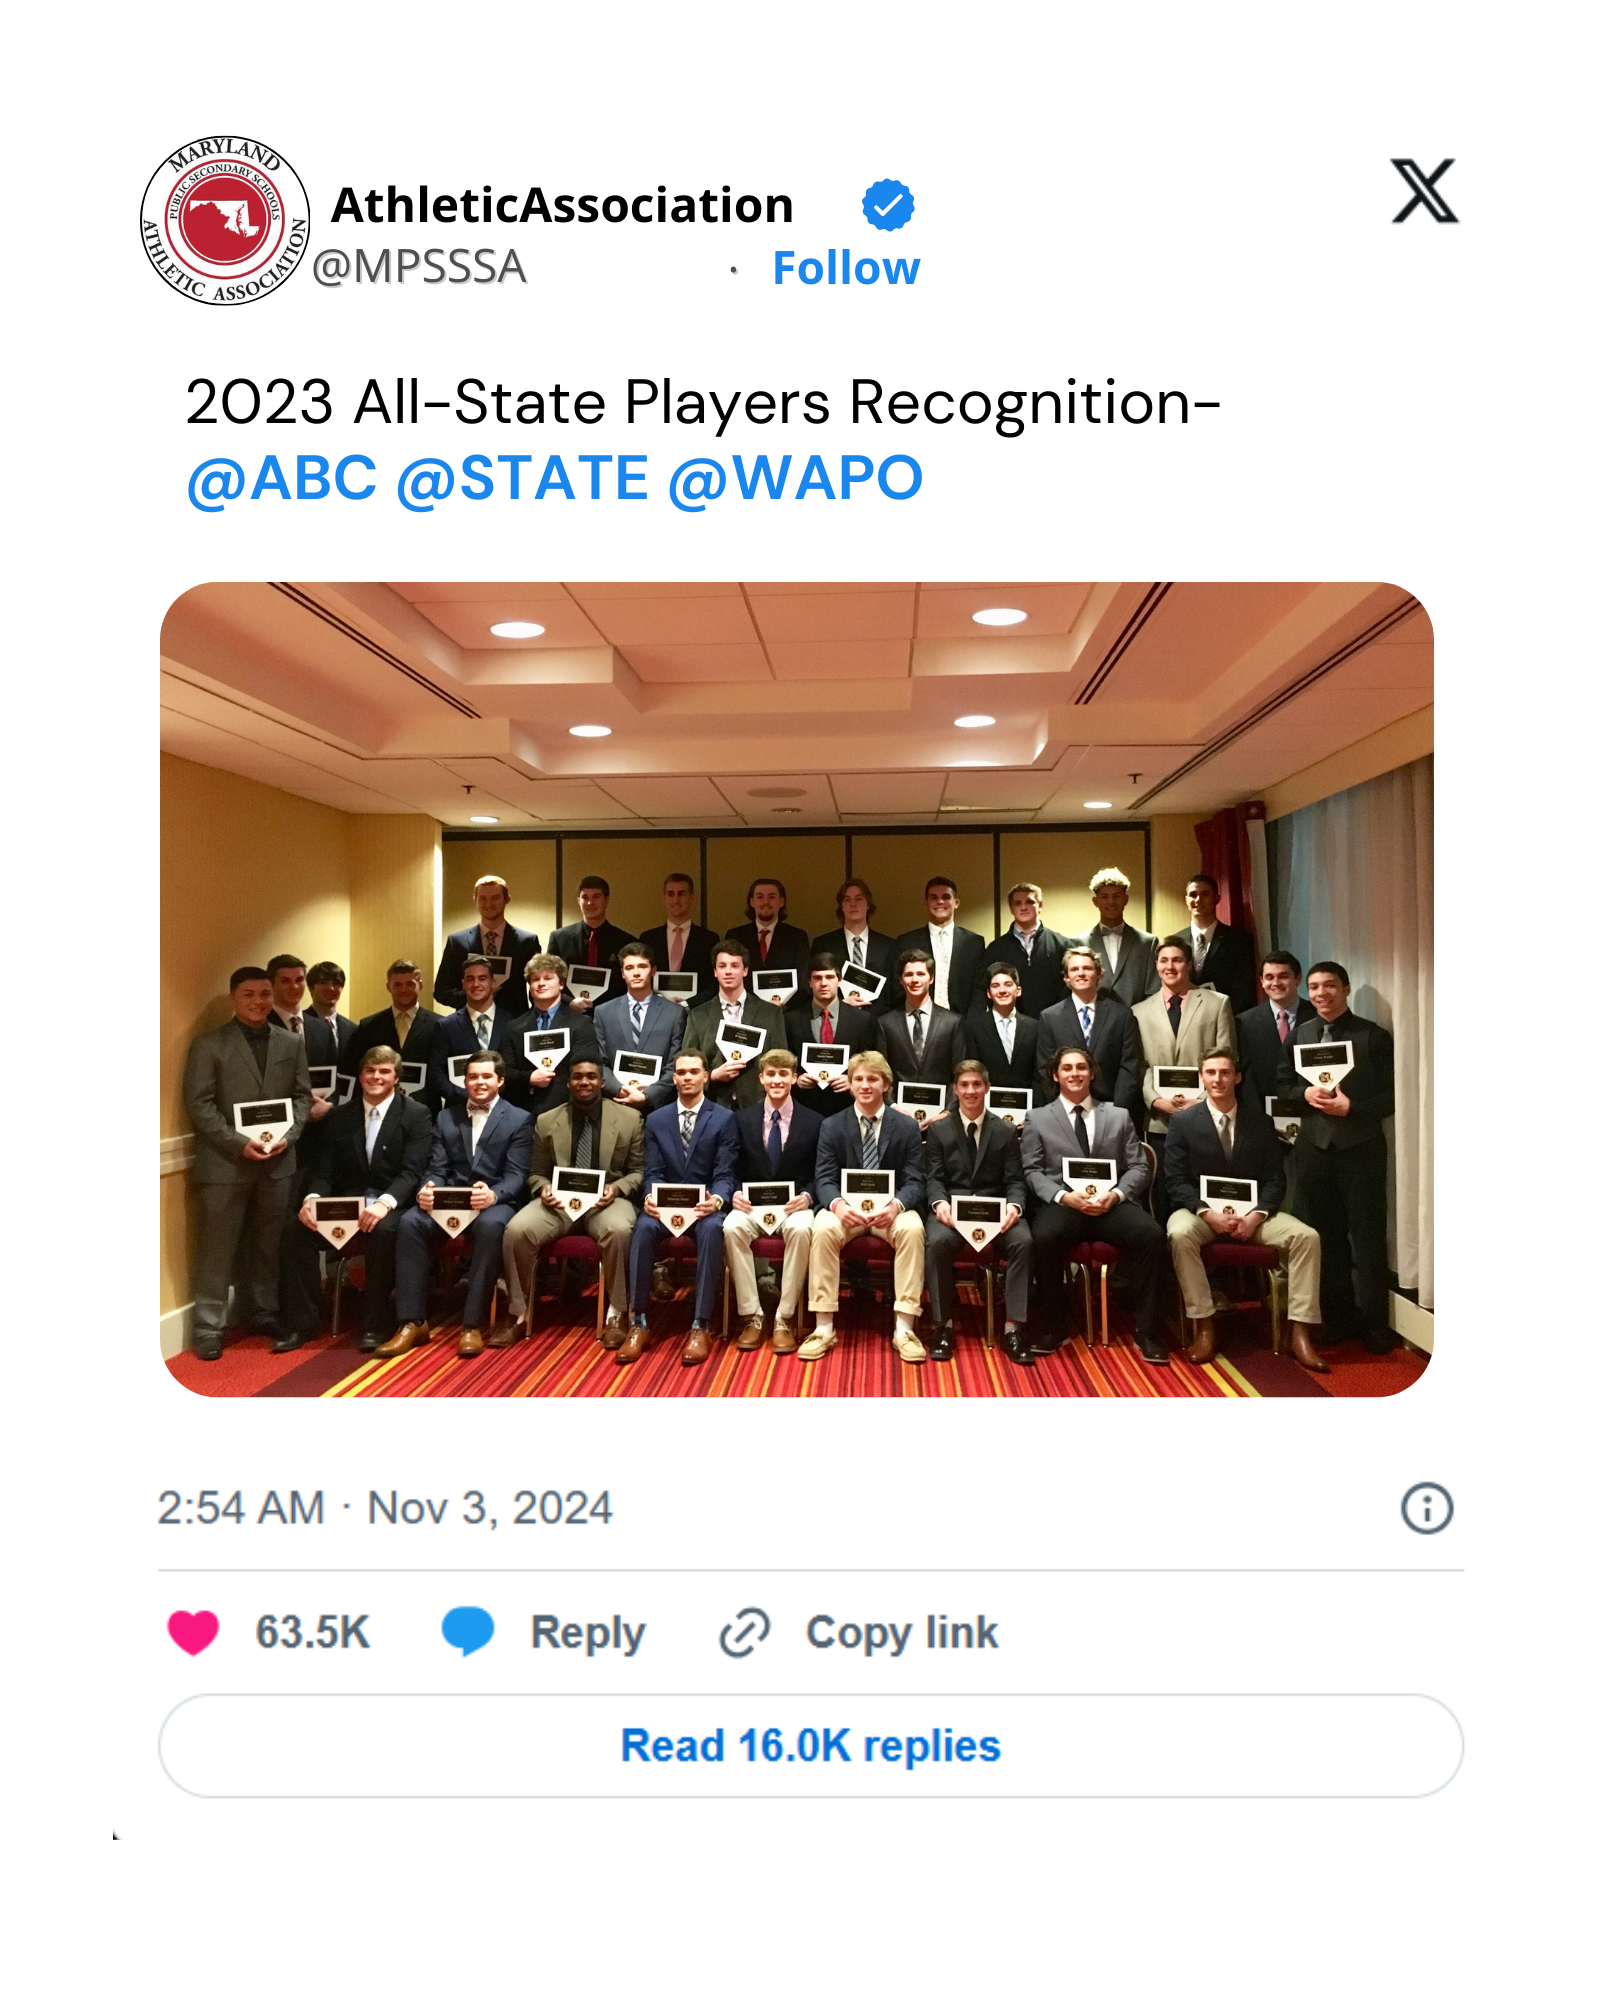 MARYLAND
PUBLIC SECONDARY SCHOOLS
ATHLETIC ASSOCIATION
AthleticAssociation
@MPSSSA · Follow
2023 All-State Players Recognition-
@ABC @STATE @WAPO
2:54 AM · Nov 3, 2024
63.5K Reply Copy link
Read 16.0K replies